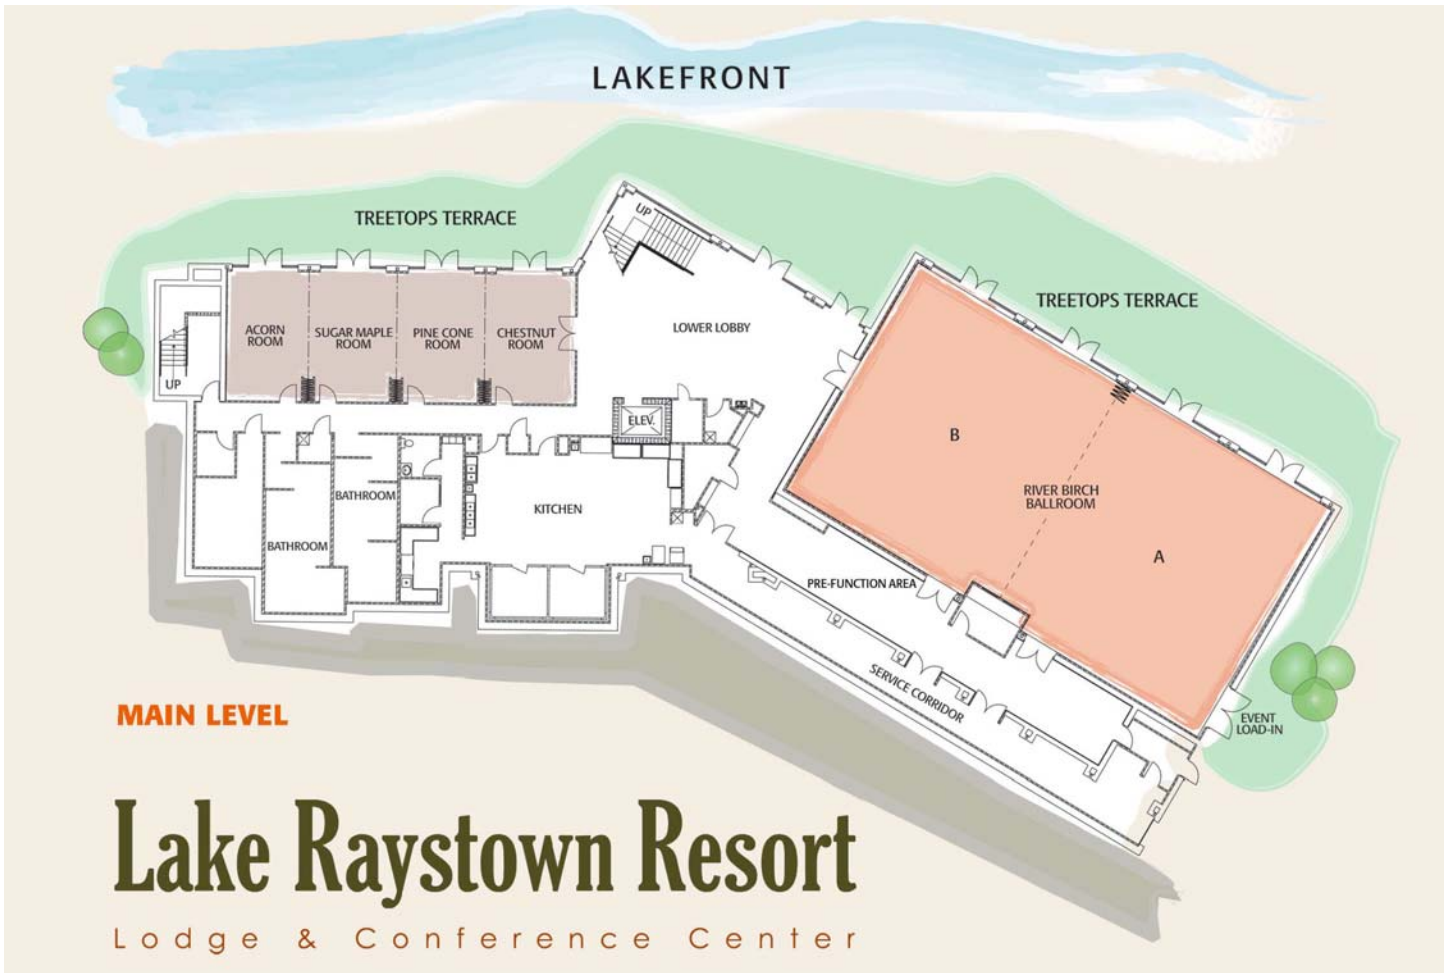 LAKEFRONT
TREETOPS TERRACE
UP
TREETOPS TERRACE
ACORN
ROOM
SUGAR MAPLE
ROOM
PINE CONE
ROOM
CHESTNUT
ROOM
LOWER LOBBY
UP
ELEV.
B
RIVER BIRCH
BALLROOM
A
BATHROOM
BATHROOM
KITCHEN
PRE-FUNCTION AREA
SERVICE CORRIDOR
EVENT
LOAD-IN
MAIN LEVEL
Lake Raystown Resort
Lodge & Conference Center